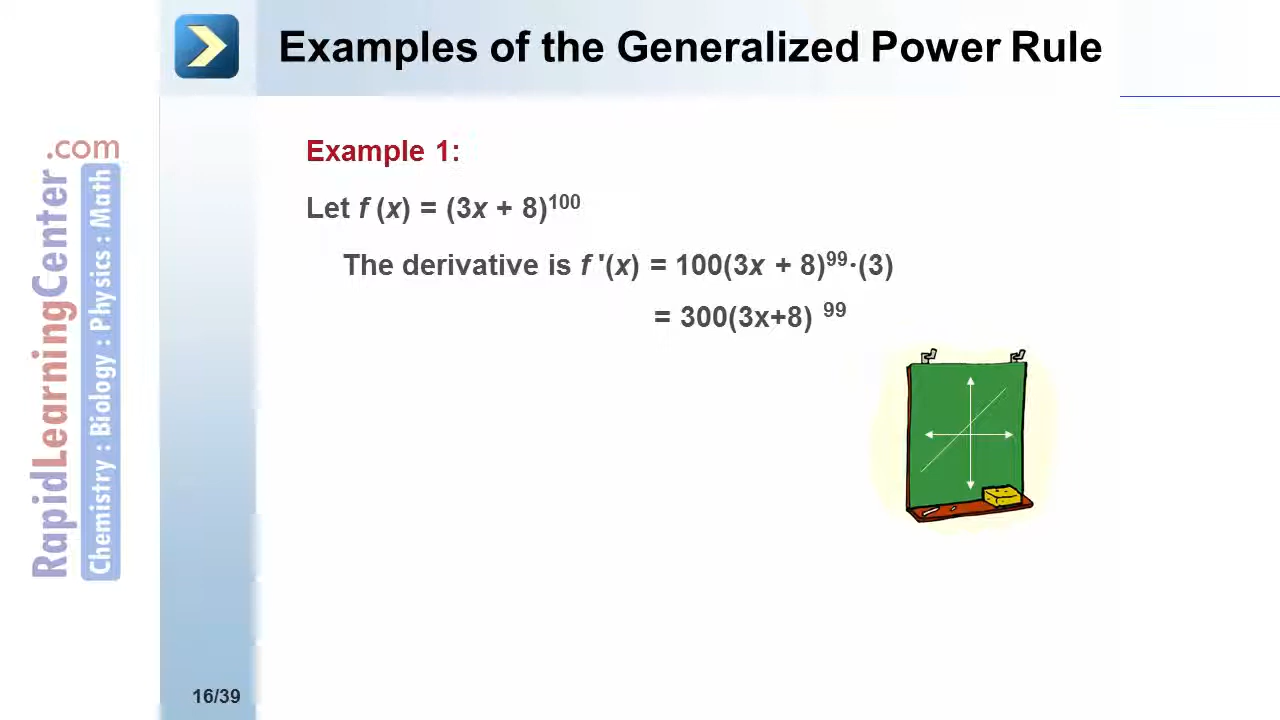 Examples of the Generalized Power Rule
Example 1:
Let f (x) = (3x + 8)^100
The derivative is f '(x) = 100(3x + 8)^99·(3)
= 300(3x+8) ^99
RapidLearningCenter.com
Chemistry : Biology : Physics : Math
16/39